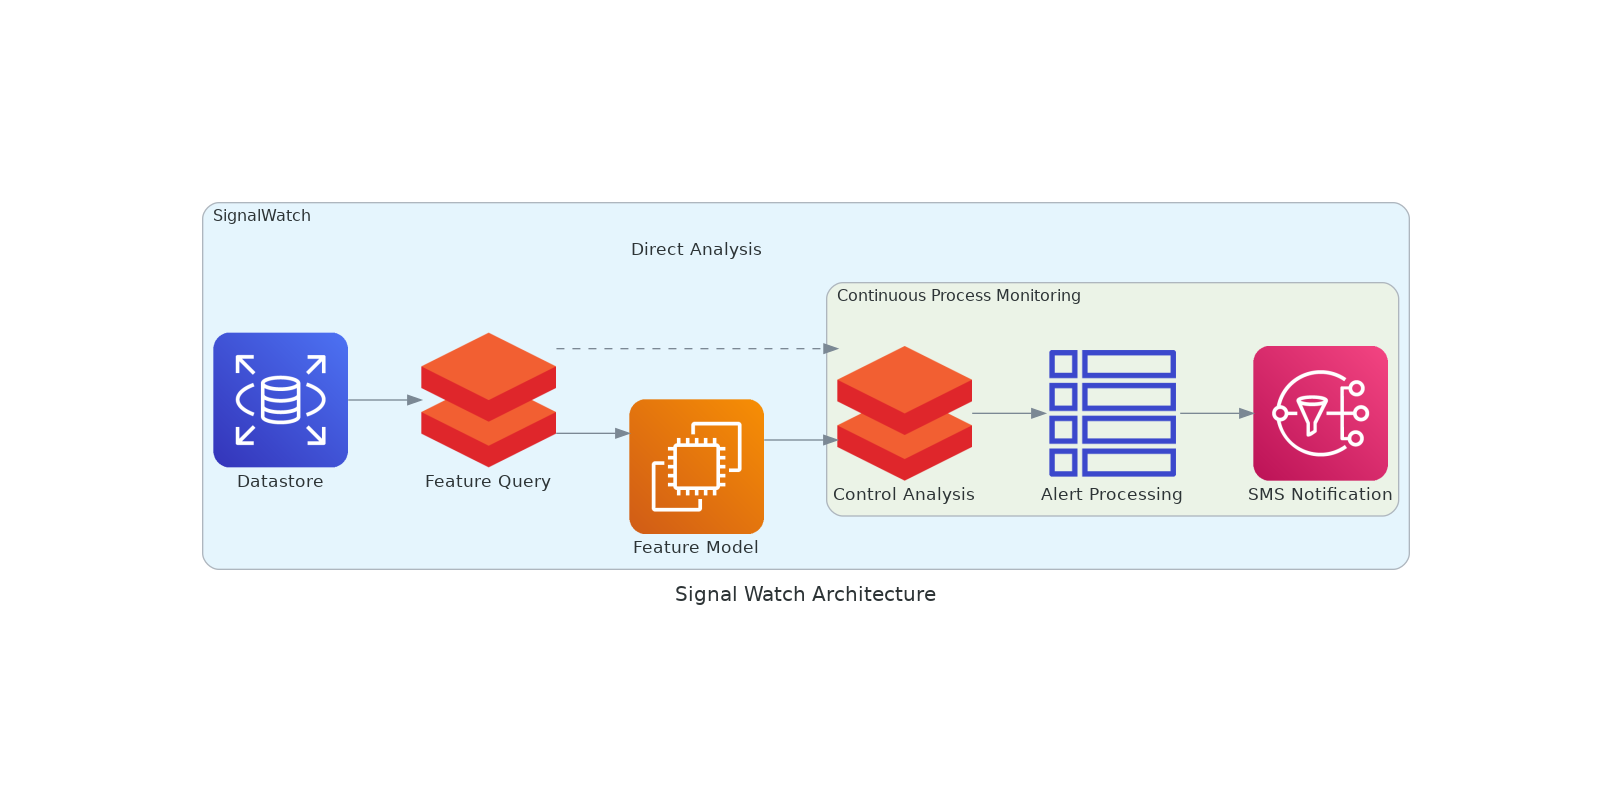 SignalWatch
Direct Analysis
Continuous Process Monitoring
Datastore
Feature Query
Feature Model
Control Analysis
Alert Processing
SMS Notification
Signal Watch Architecture